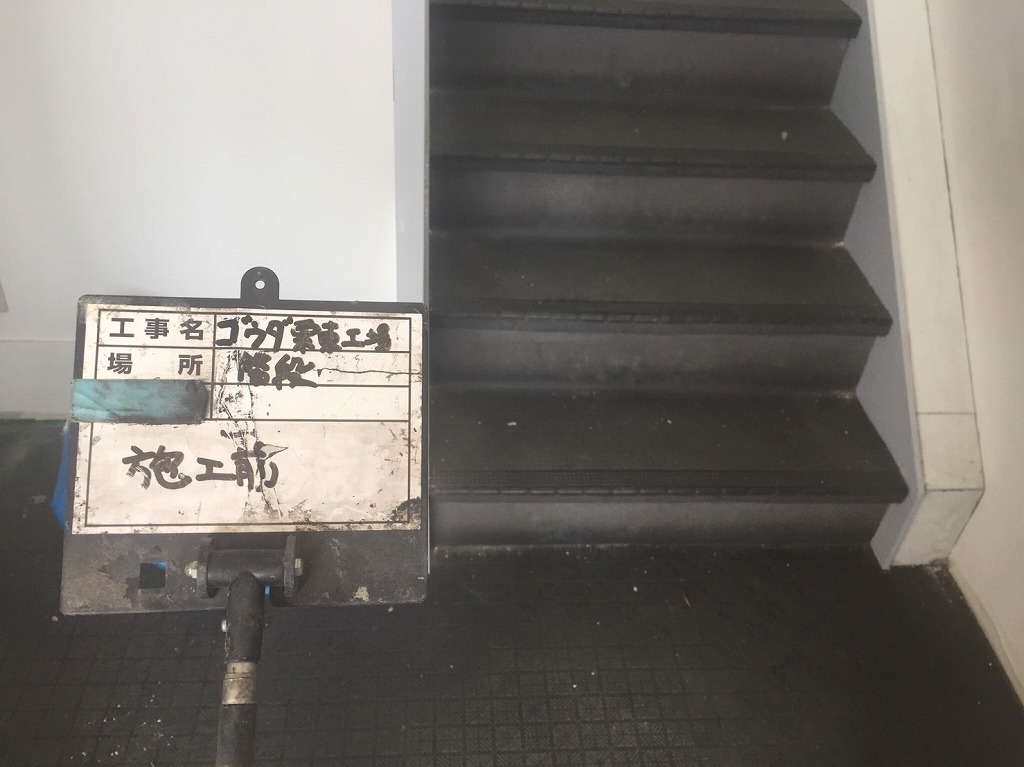 工事名 ゴウダ栗東工場
場所 階段
施工前